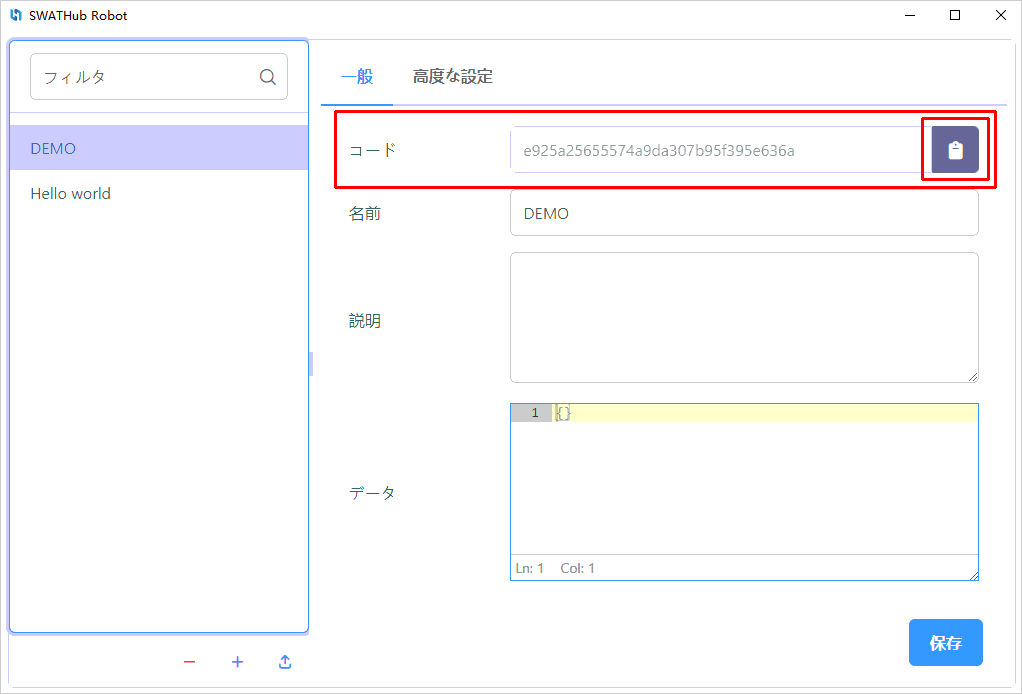 SWATHub Robot
フィルタ
DEMO
Hello world
一般
高度な設定
コード
e925a25655574a9da307b95f395e636a
名前
DEMO
説明
データ
1
{}
Ln: 1 Col: 1
保存